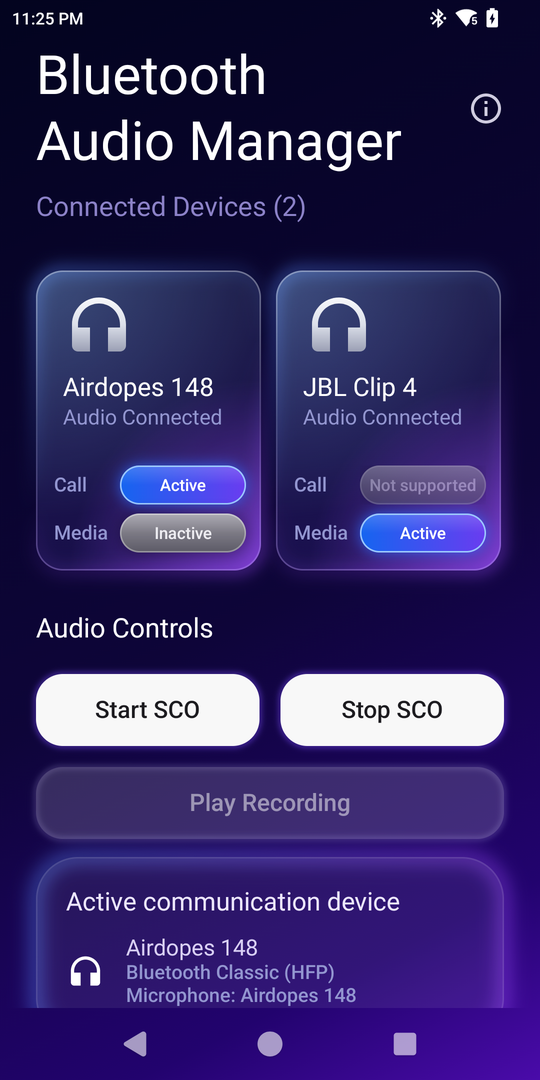 11:25 PM
5
Bluetooth
Audio Manager
Connected Devices (2)
Airdopes 148
Audio Connected
Call Active
Media Inactive
JBL Clip 4
Audio Connected
Call Not supported
Media Active
Audio Controls
Start SCO Stop SCO
Play Recording
Active communication device
Airdopes 148
Bluetooth Classic (HFP)
Microphone: Airdopes 148